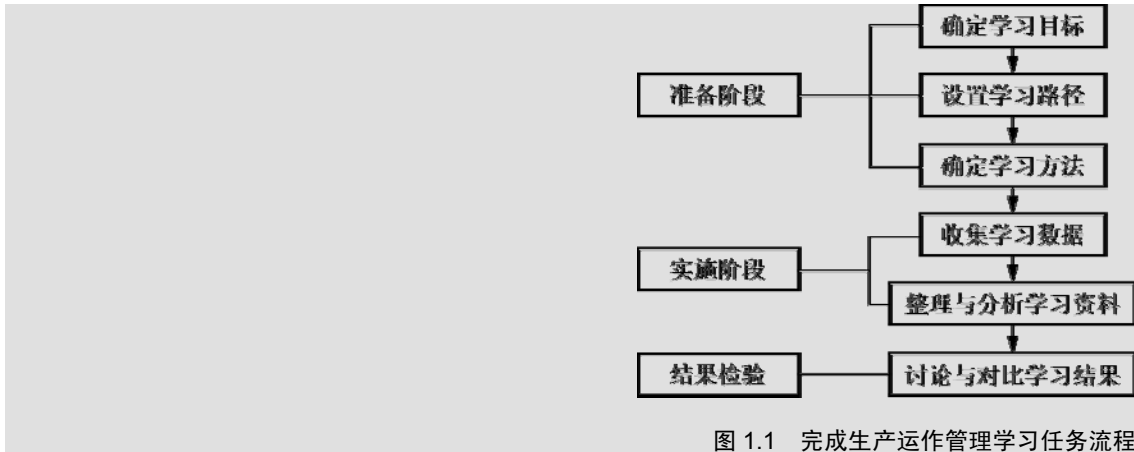 确定学习目标
准备阶段
设置学习路径
确定学习方法
收集学习数据
实施阶段
整理与分析学习资料
结果检验
讨论与对比学习结果
图 1.1 完成生产运作管理学习任务流程